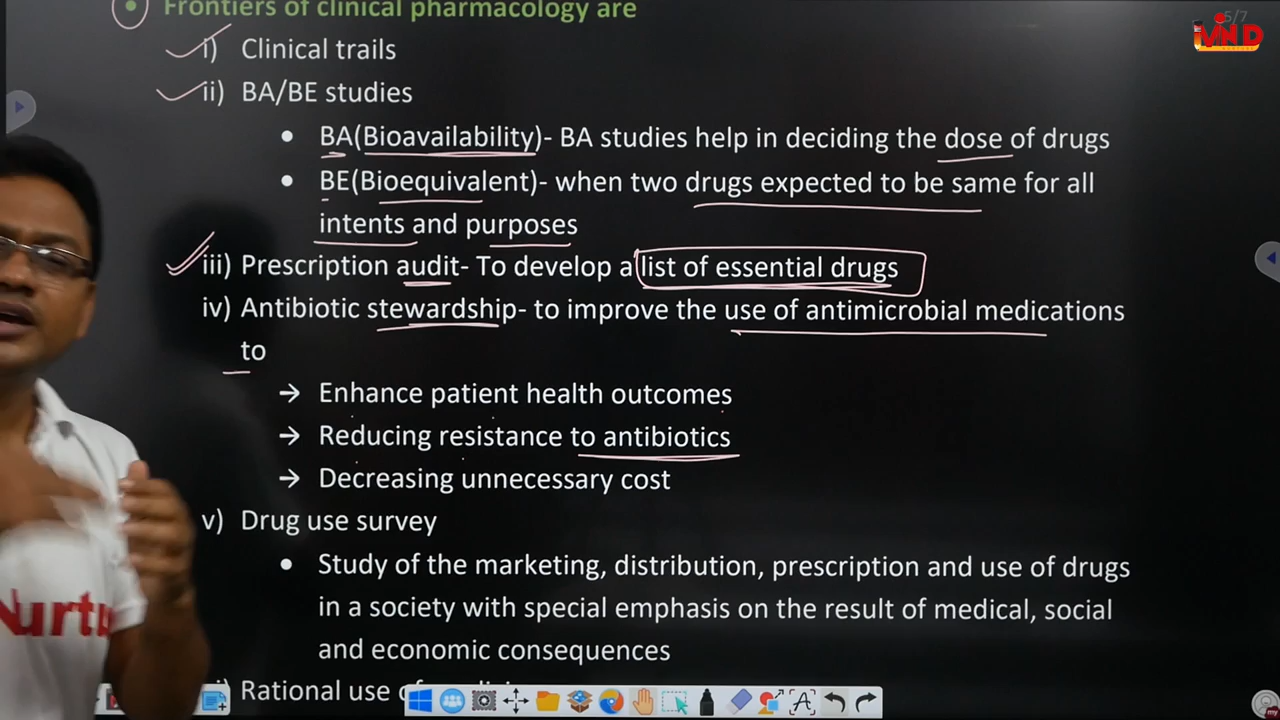 Frontiers of clinical pharmacology are
5/7
i) Clinical trails
ii) BA/BE studies
• BA(Bioavailability)- BA studies help in deciding the dose of drugs
• BE(Bioequivalent)- when two drugs expected to be same for all
intents and purposes
iii) Prescription audit- To develop a list of essential drugs
iv) Antibiotic stewardship- to improve the use of antimicrobial medications
to
→ Enhance patient health outcomes
→ Reducing resistance to antibiotics
→ Decreasing unnecessary cost
v) Drug use survey
• Study of the marketing, distribution, prescription and use of drugs
in a society with special emphasis on the result of medical, social
and economic consequences
Rational use